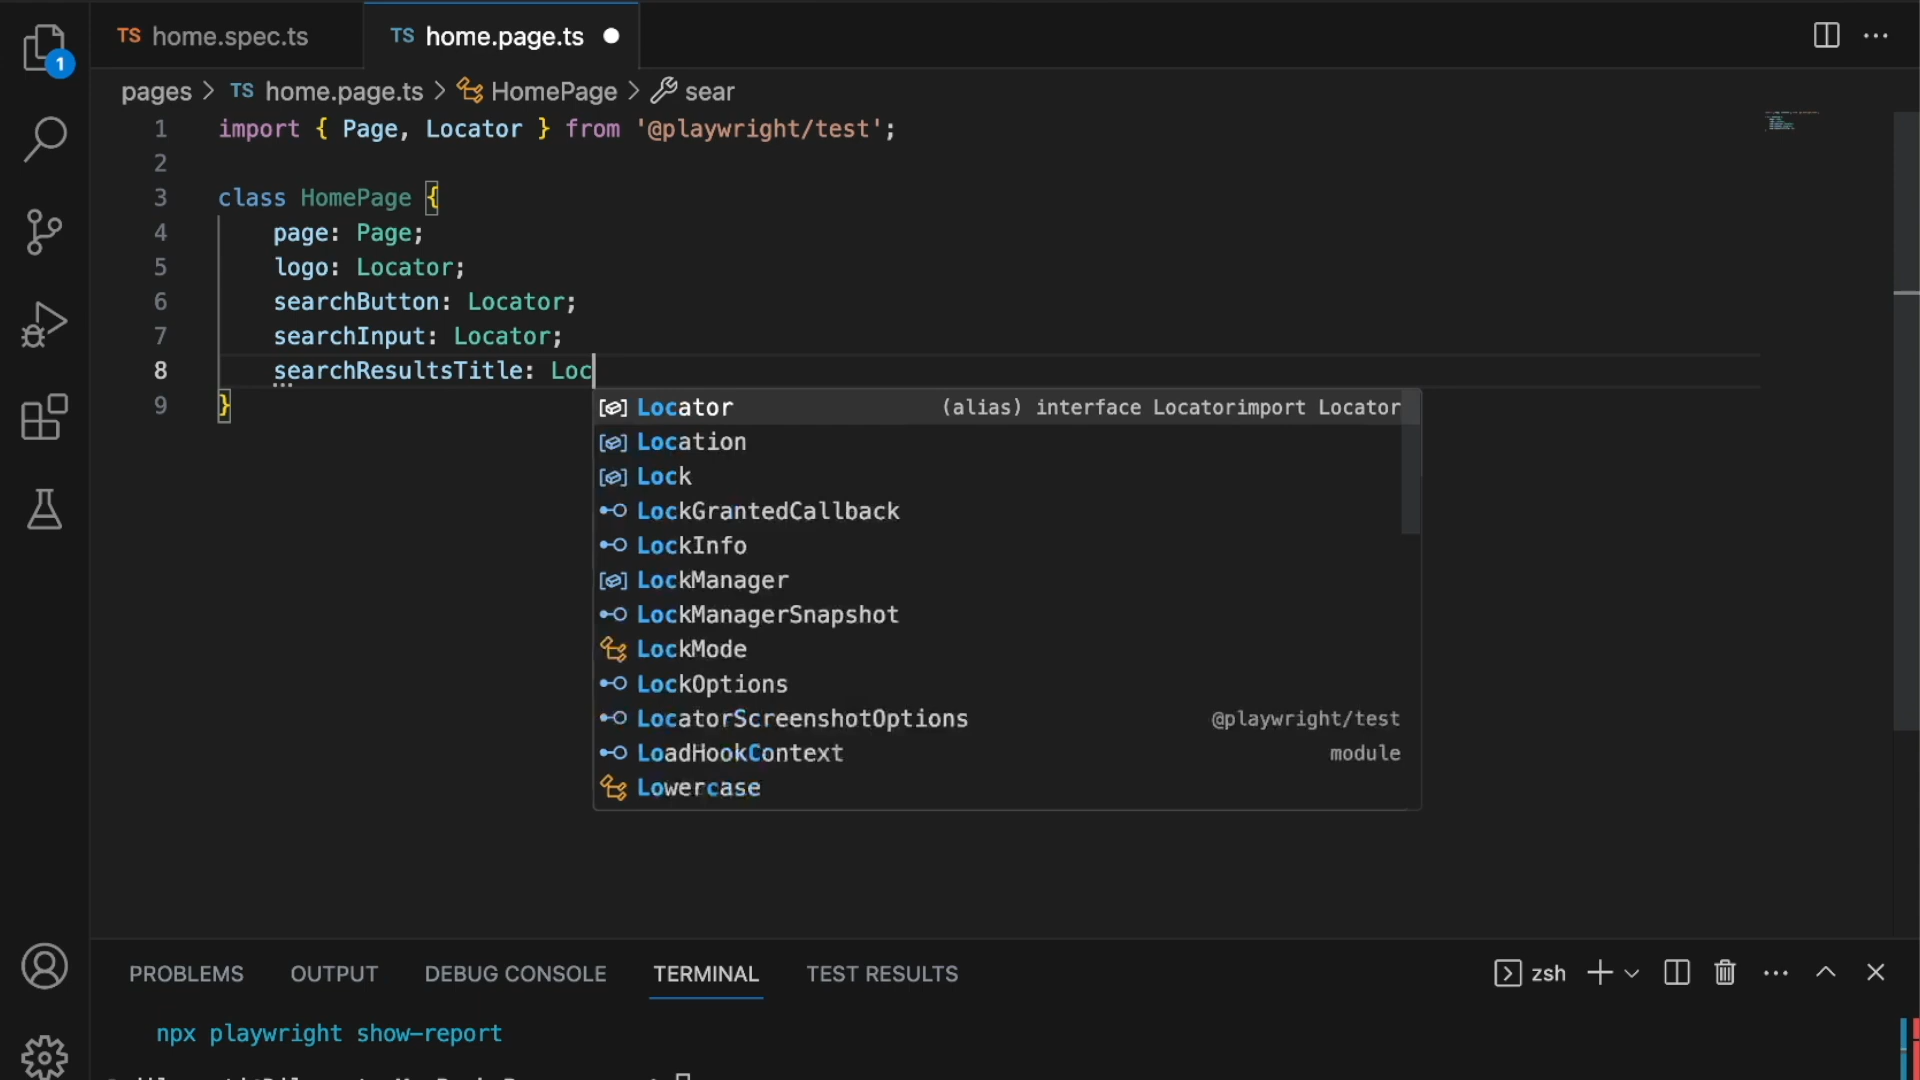 TS home.spec.ts TS home.page.ts
1
pages > TS home.page.ts > HomePage > sear
1 import { Page, Locator } from '@playwright/test';
2
3 class HomePage {
4 page: Page;
5 logo: Locator;
6 searchButton: Locator;
7 searchInput: Locator;
8 searchResultsTitle: Loc
9 }
Locator (alias) interface Locatorimport Locator
Location
Lock
LockGrantedCallback
LockInfo
LockManager
LockManagerSnapshot
LockMode
LockOptions
LocatorScreenshotOptions @playwright/test
LoadHookContext module
Lowercase
PROBLEMS OUTPUT DEBUG CONSOLE TERMINAL TEST RESULTS zsh
npx playwright show-report